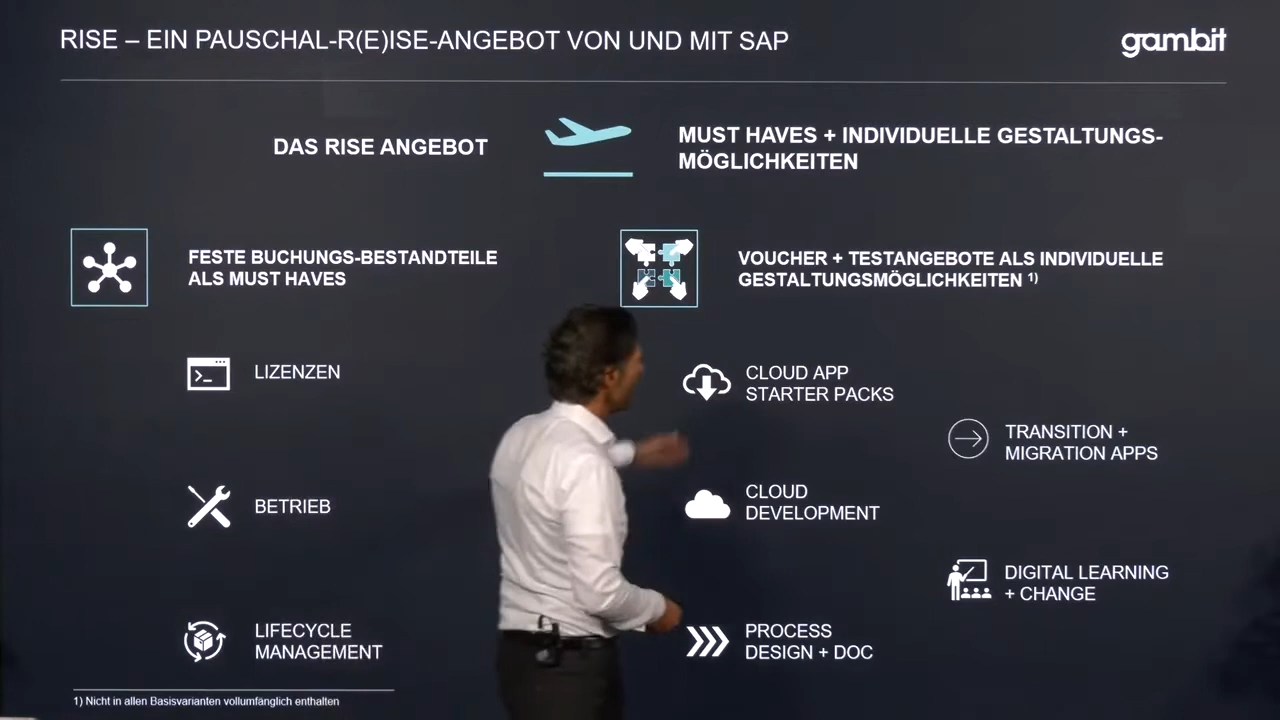 RISE – EIN PAUSCHAL-R(E)ISE-ANGEBOT VON UND MIT SAP
gambit
DAS RISE ANGEBOT
MUST HAVES + INDIVIDUELLE GESTALTUNGS-
MÖGLICHKEITEN
FESTE BUCHUNGS-BESTANDTEILE
ALS MUST HAVES
VOUCHER + TESTANGEBOTE ALS INDIVIDUELLE
GESTALTUNGSMÖGLICHKEITEN 1)
LIZENZEN
BETRIEB
LIFECYCLE
MANAGEMENT
CLOUD APP
STARTER PACKS
TRANSITION +
MIGRATION APPS
CLOUD
DEVELOPMENT
DIGITAL LEARNING
+ CHANGE
PROCESS
DESIGN + DOC
1) Nicht in allen Basisvarianten vollumfänglich enthalten